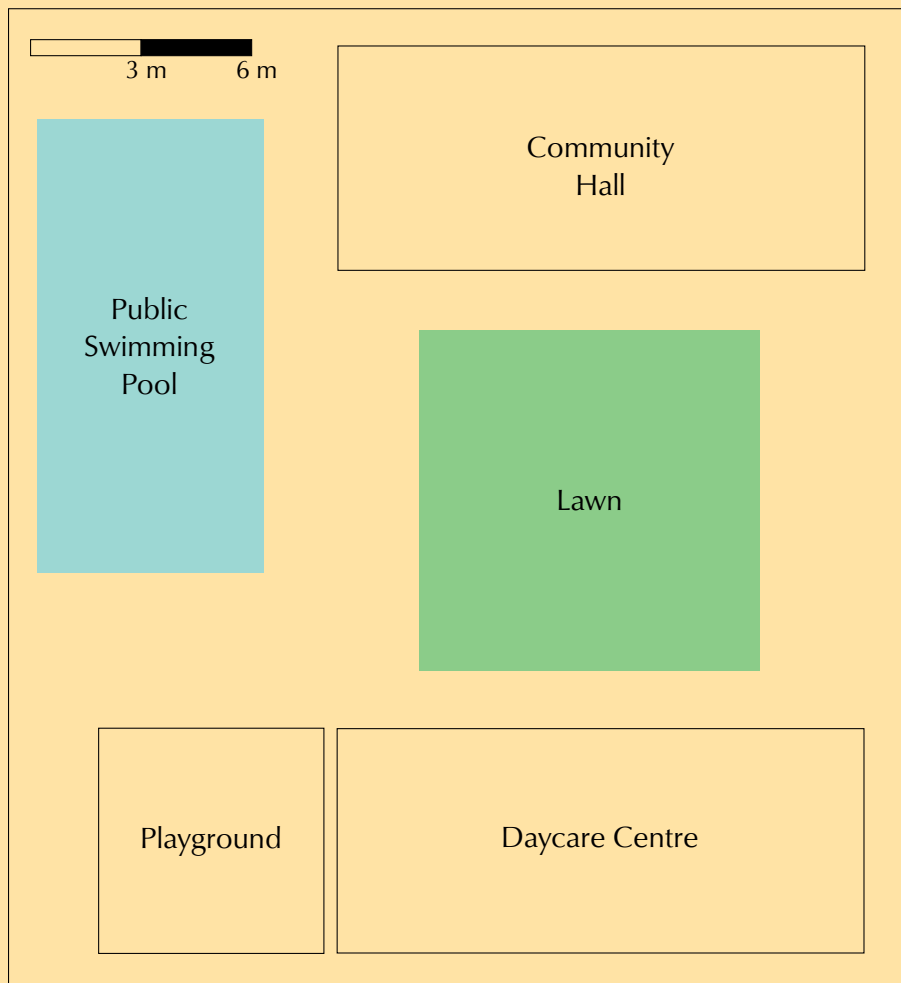 3 m 6 m
Community
Hall
Public
Swimming
Pool
Lawn
Playground
Daycare Centre